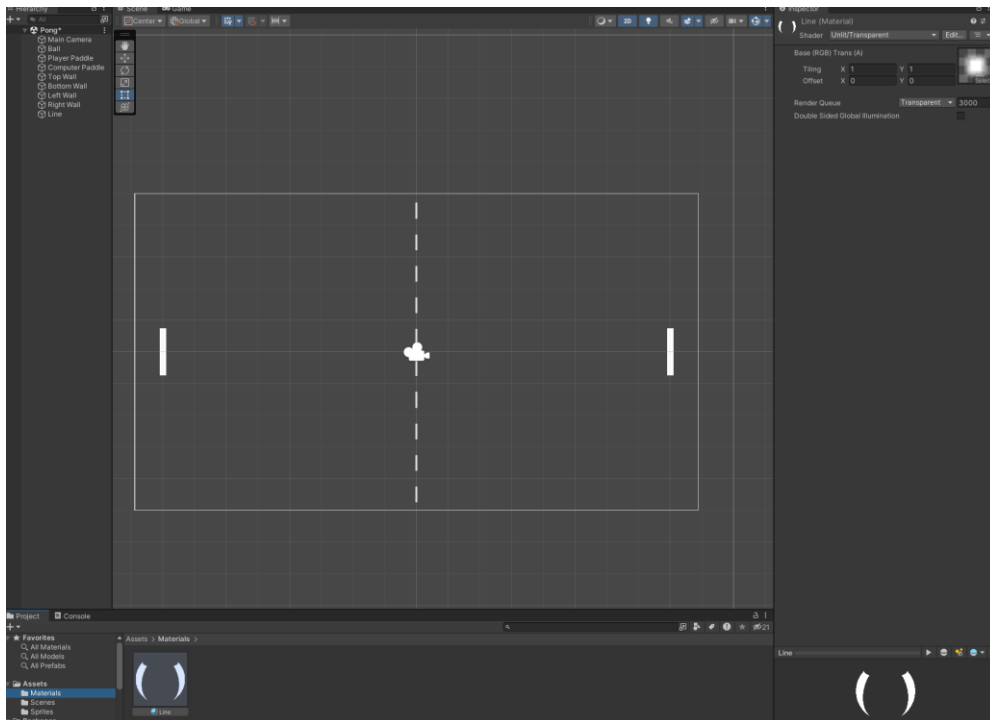 Hierarchy
Scene Game
Inspector
All
Center Global
2D
Pong*
Main Camera
Ball
Player Paddle
Computer Paddle
Top Wall
Bottom Wall
Left Wall
Right Wall
Line
Line (Material)
Shader Unlit/Transparent Edit...
Base (RGB) Trans (A)
Tiling X 1 Y 1
Offset X 0 Y 0
Select
Render Queue Transparent 3000
Double Sided Global Illumination
Project Console
21
Favorites
All Materials
All Models
All Prefabs
Assets
Materials
Scenes
Sprites
Packages
Assets > Materials >
Line
Line